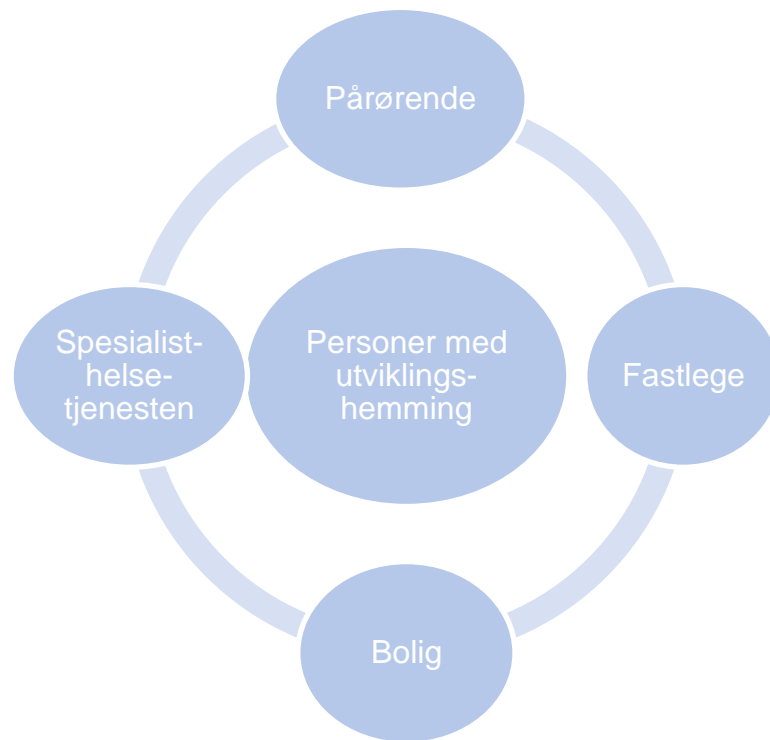 Pårørende
Spesialist-
helse-
tjenesten
Personer med
utviklings-
hemming
Fastlege
Bolig